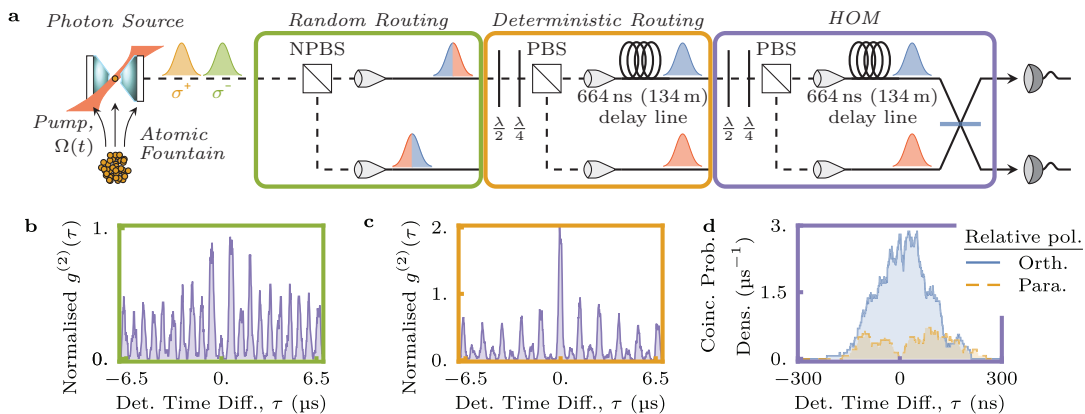 a
Photon Source
Random Routing
Deterministic Routing
HOM
NPBS
PBS
PBS
σ⁺
σ⁻
Pump,
Ω(t)
Atomic
Fountain
λ/2
λ/4
664 ns (134 m)
delay line
λ/2
λ/4
664 ns (134 m)
delay line
b
Normalised g⁽²⁾(τ)
1.
0.
−6.5
0.
6.5
Det. Time Diff., τ (µs)
c
Normalised g⁽²⁾(τ)
2.
1.
0.
−6.5
0.
6.5
Det. Time Diff., τ (µs)
d
Coinc. Prob.
Dens. (µs⁻¹)
3.
1.5
0.
−300
0
300
Det. Time Diff., τ (ns)
Relative pol.
Orth.
Para.